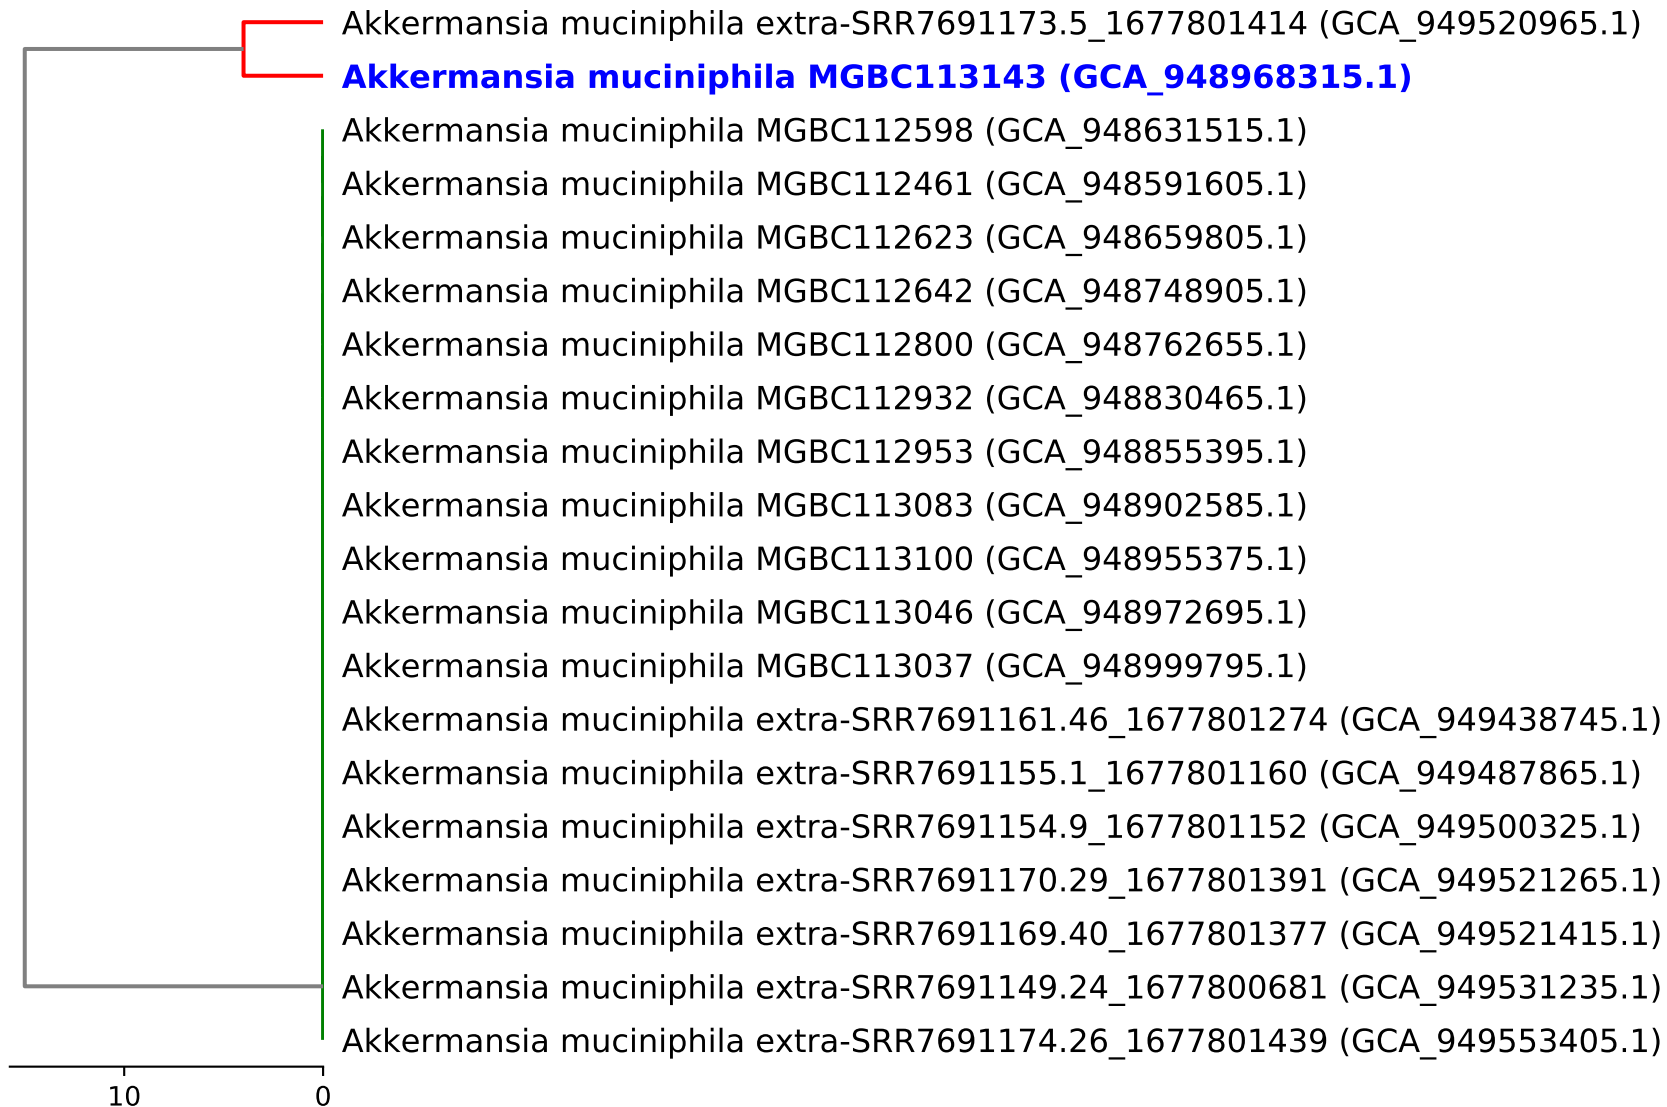 Akkermansia muciniphila extra-SRR7691173.5_1677801414 (GCA_949520965.1)
Akkermansia muciniphila MGBC113143 (GCA_948968315.1)
Akkermansia muciniphila MGBC112598 (GCA_948631515.1)
Akkermansia muciniphila MGBC112461 (GCA_948591605.1)
Akkermansia muciniphila MGBC112623 (GCA_948659805.1)
Akkermansia muciniphila MGBC112642 (GCA_948748905.1)
Akkermansia muciniphila MGBC112800 (GCA_948762655.1)
Akkermansia muciniphila MGBC112932 (GCA_948830465.1)
Akkermansia muciniphila MGBC112953 (GCA_948855395.1)
Akkermansia muciniphila MGBC113083 (GCA_948902585.1)
Akkermansia muciniphila MGBC113100 (GCA_948955375.1)
Akkermansia muciniphila MGBC113046 (GCA_948972695.1)
Akkermansia muciniphila MGBC113037 (GCA_948999795.1)
Akkermansia muciniphila extra-SRR7691161.46_1677801274 (GCA_949438745.1)
Akkermansia muciniphila extra-SRR7691155.1_1677801160 (GCA_949487865.1)
Akkermansia muciniphila extra-SRR7691154.9_1677801152 (GCA_949500325.1)
Akkermansia muciniphila extra-SRR7691170.29_1677801391 (GCA_949521265.1)
Akkermansia muciniphila extra-SRR7691169.40_1677801377 (GCA_949521415.1)
Akkermansia muciniphila extra-SRR7691149.24_1677800681 (GCA_949531235.1)
Akkermansia muciniphila extra-SRR7691174.26_1677801439 (GCA_949553405.1)
10 0